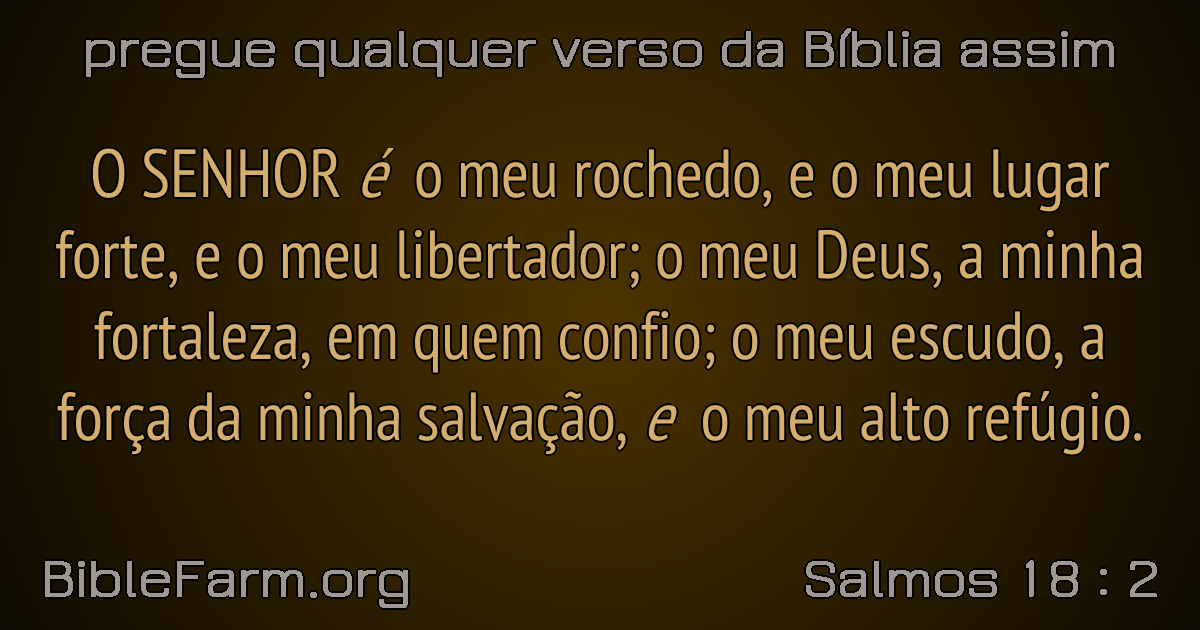 pregue qualquer verso da Bíblia assim
O SENHOR é o meu rochedo, e o meu lugar
forte, e o meu libertador; o meu Deus, a minha
fortaleza, em quem confio; o meu escudo, a
força da minha salvação, e o meu alto refúgio.
BibleFarm.org
Salmos 18 : 2